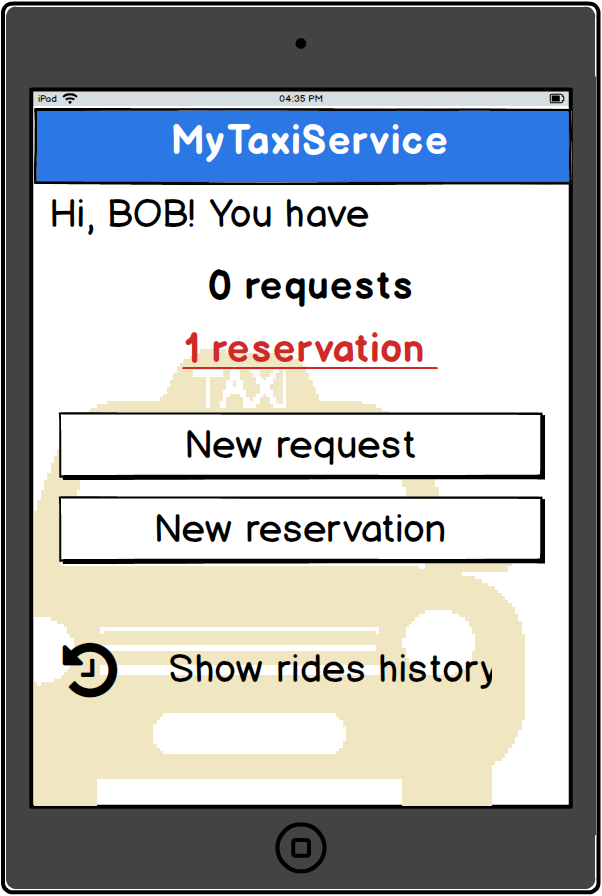 iPad 04:35 PM
MyTaxiService
Hi, BOB! You have
0 requests
1 reservation
TAXI
New request
New reservation
Show rides history